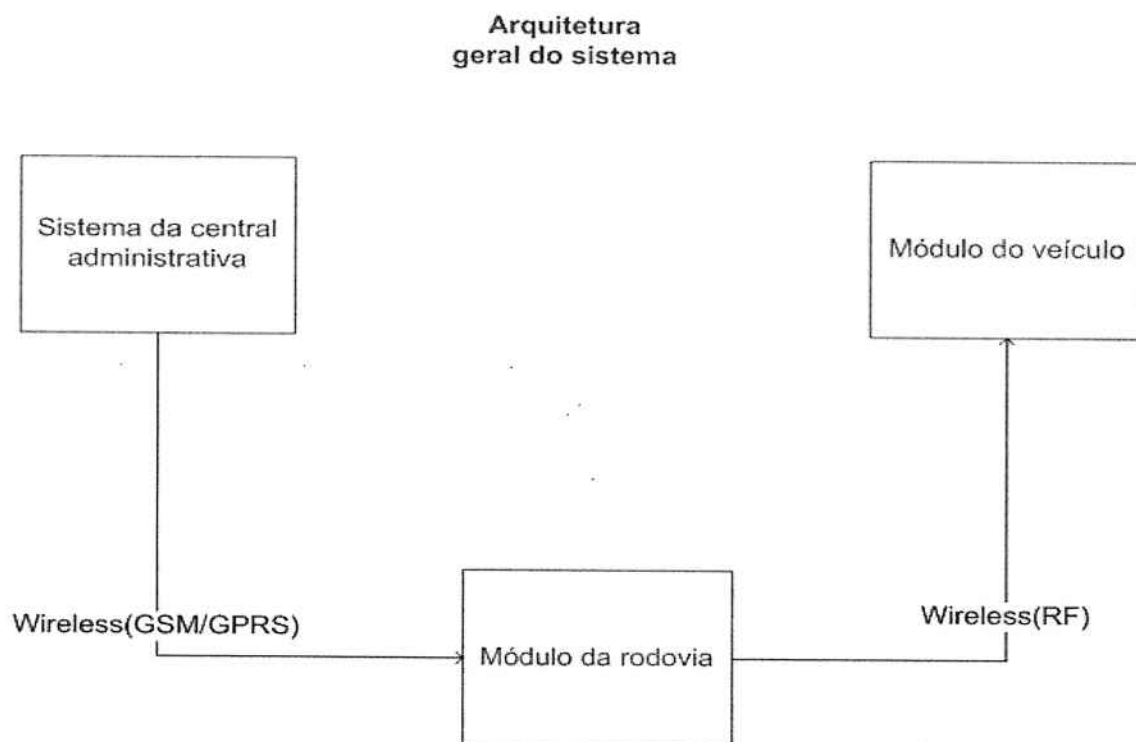 Arquitetura
geral do sistema
Sistema da central
administrativa
Módulo do veículo
Wireless(GSM/GPRS)
Wireless(RF)
Módulo da rodovia